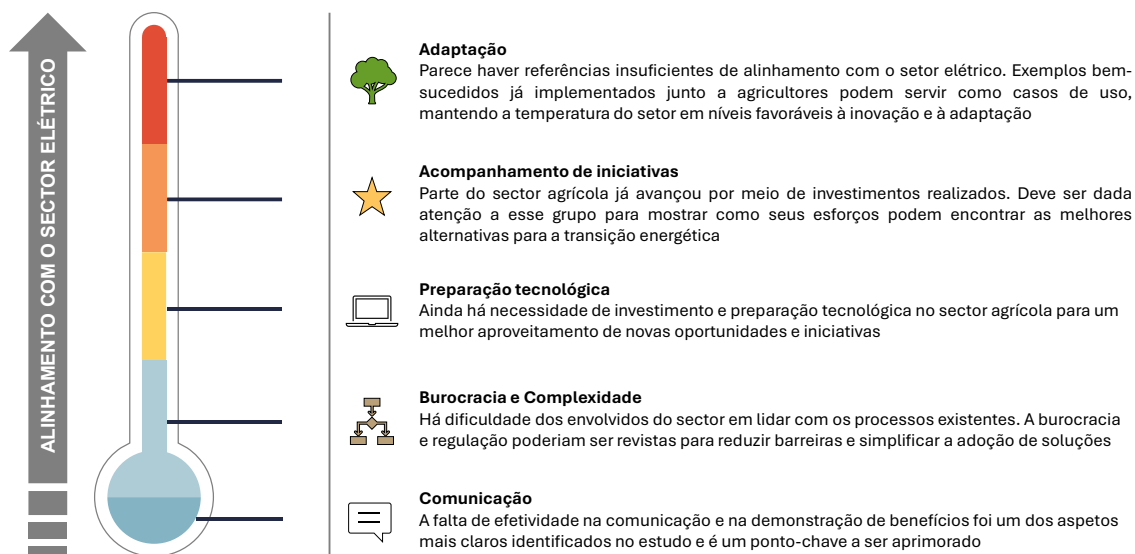 ALINHAMENTO COM O SECTOR ELÉTRICO
Adaptação
Parece haver referências insuficientes de alinhamento com o setor elétrico. Exemplos bem-
sucedidos já implementados junto a agricultores podem servir como casos de uso,
mantendo a temperatura do setor em níveis favoráveis à inovação e à adaptação
Acompanhamento de iniciativas
Parte do sector agrícola já avançou por meio de investimentos realizados. Deve ser dada
atenção a esse grupo para mostrar como seus esforços podem encontrar as melhores
alternativas para a transição energética
Preparação tecnológica
Ainda há necessidade de investimento e preparação tecnológica no sector agrícola para um
melhor aproveitamento de novas oportunidades e iniciativas
Burocracia e Complexidade
Há dificuldade dos envolvidos do sector em lidar com os processos existentes. A burocracia
e regulação poderiam ser revistas para reduzir barreiras e simplificar a adoção de soluções
Comunicação
A falta de efetividade na comunicação e na demonstração de benefícios foi um dos aspetos
mais claros identificados no estudo e é um ponto-chave a ser aprimorado